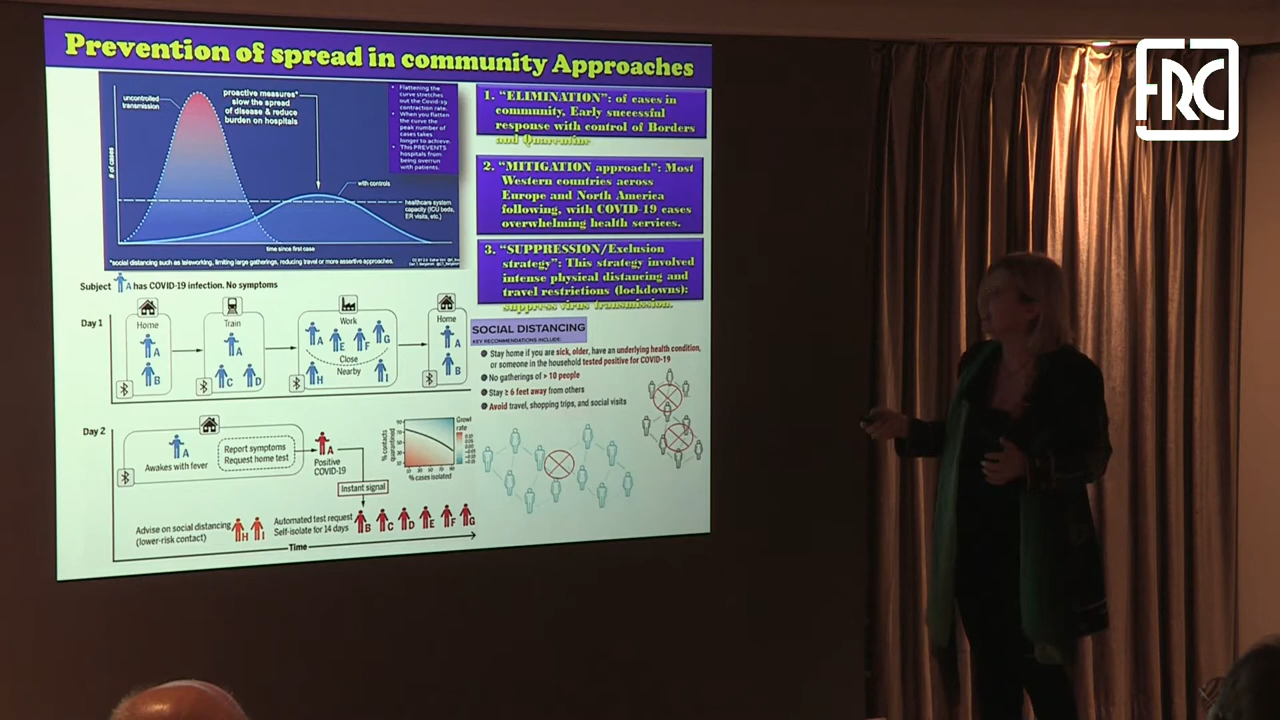 Prevention of spread in community Approaches
uncontrolled
transmission
proactive measures*
slow the spread
of disease & reduce
burden on hospitals
• Flattening the
curve stretches
out the Covid-19
contraction rate.
• When you flatten
the curve the
peak number of
cases takes
longer to achieve.
• This PREVENTS
hospitals from
being overrun
with patients.
# of cases
with controls
healthcare system
capacity (ICU beds,
ER visits, etc.)
time since first case
*social distancing such as teleworking, limiting large gatherings, reducing travel or more assertive approaches.
1. “ELIMINATION”: of cases in
community, Early successful
response with control of Borders
and Quarantine
2. “MITIGATION approach”: Most
Western countries across
Europe and North America
following, with COVID-19 cases
overwhelming health services.
3. “SUPPRESSION/Exclusion
strategy”: This strategy involved
intense physical distancing and
travel restrictions (lockdowns):
suppress virus transmission.
Subject A has COVID-19 infection. No symptoms
Day 1
Home
A
B
Train
A
C D
Work
A E F G
Close
Nearby
H I
Home
A
B
SOCIAL DISTANCING
KEY RECOMMENDATIONS INCLUDE:
Stay home if you are sick, older, have an underlying health condition,
or someone in the household tested positive for COVID-19
No gatherings of > 10 people
Stay ≥ 6 feet away from others
Avoid travel, shopping trips, and social visits
Day 2
A
Awakes with fever
Report symptoms
Request home test
A
Positive
COVID-19
Instant signal
% contacts
quarantined
% cases isolated
Growt
rate
Advise on social distancing
(lower-risk contact)
H I
Automated test request
Self-isolate for 14 days
B C D E F G
Time
ERC